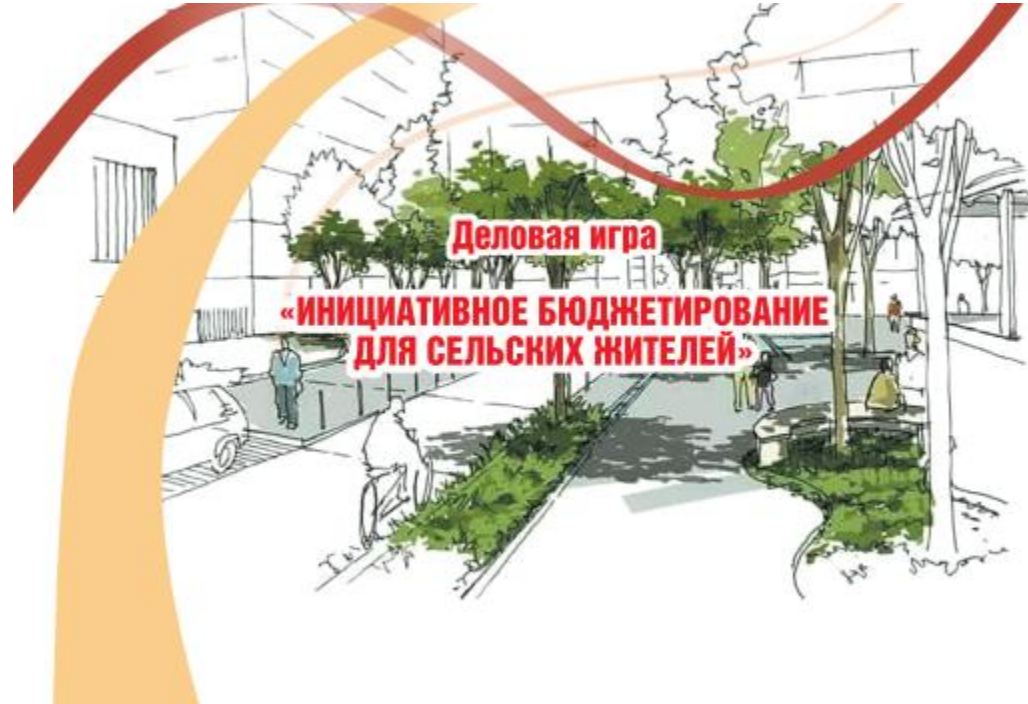 Деловая игра
«ИНИЦИАТИВНОЕ БЮДЖЕТИРОВАНИЕ
ДЛЯ СЕЛЬСКИХ ЖИТЕЛЕЙ»